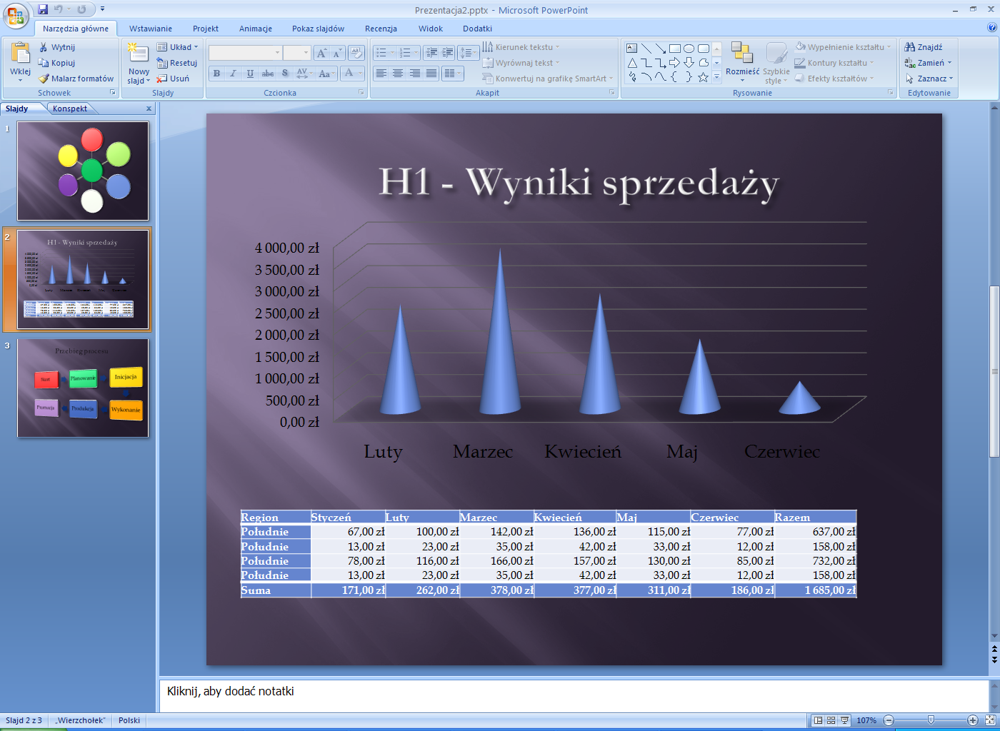 Prezentacja2.pptx - Microsoft PowerPoint
Narzędzia główne Wstawianie Projekt Animacje Pokaz slajdów Recenzja Widok Dodatki
Wklej
Wytnij
Kopiuj
Malarz formatów
Schowek
Nowy slajd
Układ
Resetuj
Usuń
Slajdy
B I U abc S AV Aa A
Czcionka
Kierunek tekstu
Wyrównaj tekst
Konwertuj na grafikę SmartArt
Akapit
Rozmieść
Szybkie style
Wypełnienie kształtu
Kontury kształtu
Efekty kształtów
Rysowanie
Znajdź
Zamień
Zaznacz
Edytowanie
Slajdy Konspekt
1
2
H1 - Wyniki sprzedaży
Luty Marzec Kwiecień Maj Czerwiec
3
Przebieg procesu
Start Planowanie Inicjacja
Promocja Produkcja Wykonanie
H1 - Wyniki sprzedaży
4 000,00 zł
3 500,00 zł
3 000,00 zł
2 500,00 zł
2 000,00 zł
1 500,00 zł
1 000,00 zł
500,00 zł
0,00 zł
Luty Marzec Kwiecień Maj Czerwiec
Region Styczeń Luty Marzec Kwiecień Maj Czerwiec Razem
Południe 67,00 zł 100,00 zł 142,00 zł 136,00 zł 115,00 zł 77,00 zł 637,00 zł
Południe 13,00 zł 23,00 zł 35,00 zł 42,00 zł 33,00 zł 12,00 zł 158,00 zł
Południe 78,00 zł 116,00 zł 166,00 zł 157,00 zł 130,00 zł 85,00 zł 732,00 zł
Południe 13,00 zł 23,00 zł 35,00 zł 42,00 zł 33,00 zł 12,00 zł 158,00 zł
Suma 171,00 zł 262,00 zł 378,00 zł 377,00 zł 311,00 zł 186,00 zł 1 685,00 zł
Kliknij, aby dodać notatki
Slajd 2 z 3 „Wierzchołek” Polski 107%